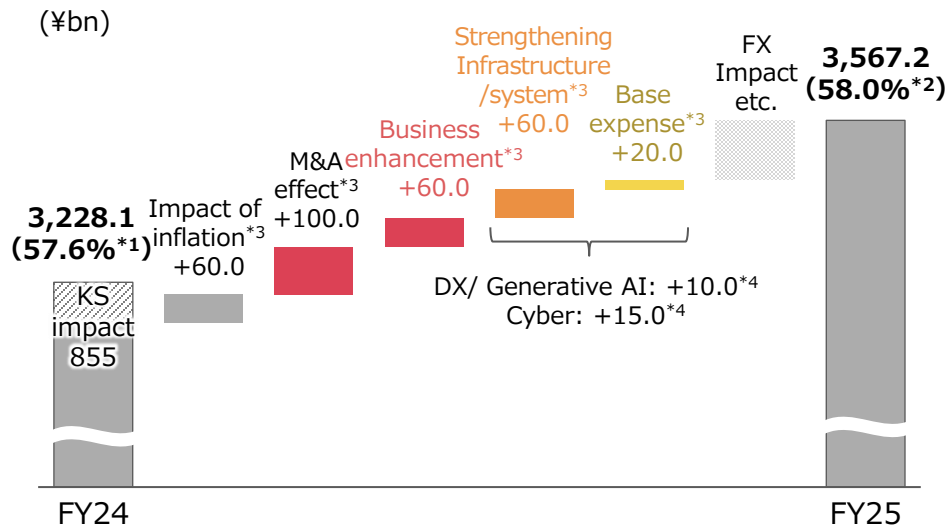 (¥bn)
3,228.1
(57.6%*1)
KS
impact
855
Impact of
inflation*3
+60.0
M&A
effect*3
+100.0
Business
enhancement*3
+60.0
Strengthening
Infrastructure
/system*3
+60.0
Base
expense*3
+20.0
DX/ Generative AI: +10.0*4
Cyber: +15.0*4
FX
Impact
etc.
3,567.2
(58.0%*2)
FY24
FY25